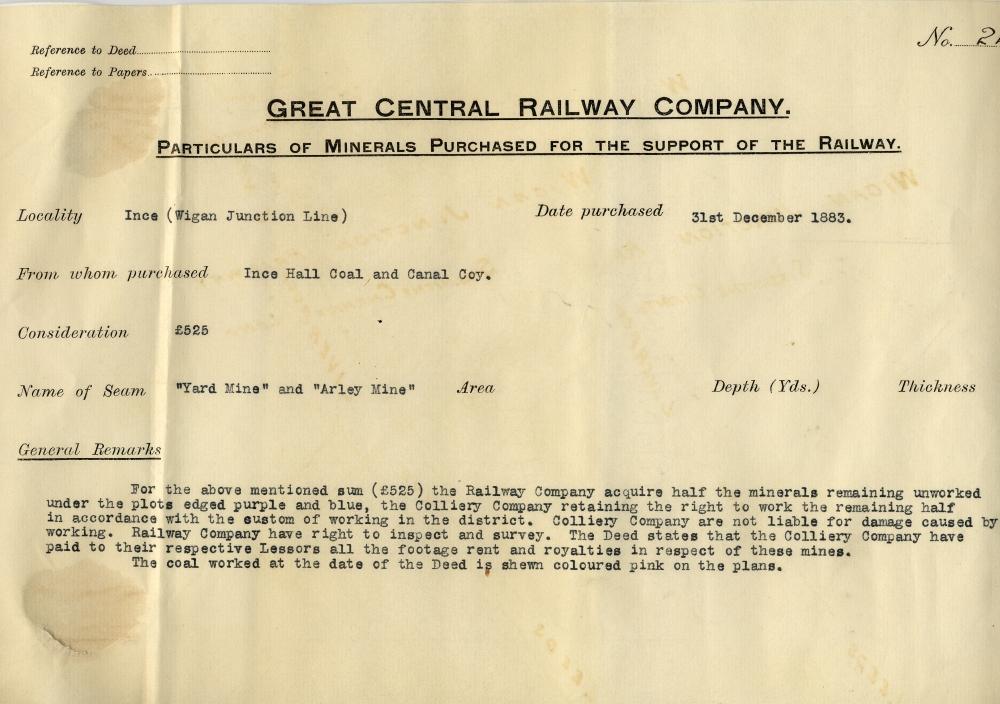 Reference to Deed
No. 2
Reference to Papers
GREAT CENTRAL RAILWAY COMPANY.
PARTICULARS OF MINERALS PURCHASED FOR THE SUPPORT OF THE RAILWAY.
Locality Ince (Wigan Junction Line) Date purchased 31st December 1883.
From whom purchased Ince Hall Coal and Canal Coy.
Consideration £525
Name of Seam "Yard Mine" and "Arley Mine" Area Depth (Yds.) Thickness
General Remarks
For the above mentioned sum (£525) the Railway Company acquire half the minerals remaining unworked
under the plots edged purple and blue, the Colliery Company retaining the right to work the remaining half
in accordance with the custom of working in the district. Colliery Company are not liable for damage caused by
working. Railway Company have right to inspect and survey. The Deed states that the Colliery Company have
paid to their respective Lessors all the footage rent and royalties in respect of these mines.
The coal worked at the date of the Deed is shewn coloured pink on the plans.